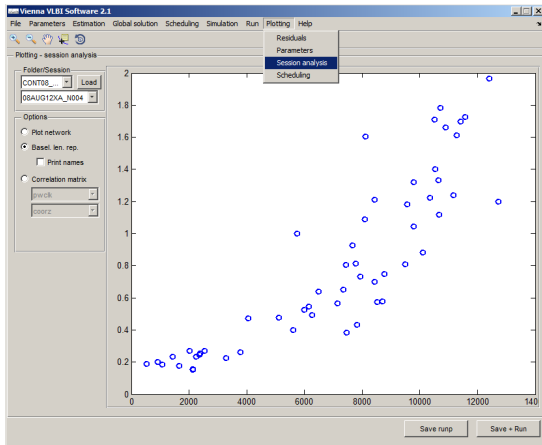 Vienna VLBI Software 2.1
File Parameters Estimation Global solution Scheduling Simulation Run Plotting Help
Residuals
Parameters
Session analysis
Scheduling
Plotting - session analysis
Folder/Session
CONT08_... Load
08AUG12XA_N004
Options
Plot network
Basel. len. rep.
Print names
Correlation matrix
pwclk
coorz
2
1.8
1.6
1.4
1.2
1
0.8
0.6
0.4
0.2
0
0 2000 4000 6000 8000 10000 12000 140
Save runp Save + Run